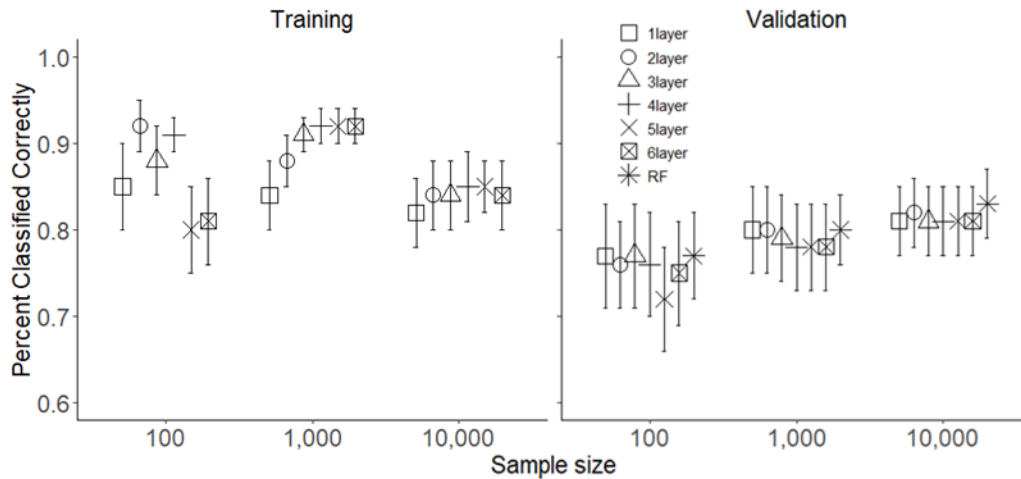 Training
Validation
Percent Classified Correctly
1.0
0.9
0.8
0.7
0.6
1layer
2layer
3layer
4layer
5layer
6layer
RF
100
1,000
10,000
100
1,000
10,000
Sample size